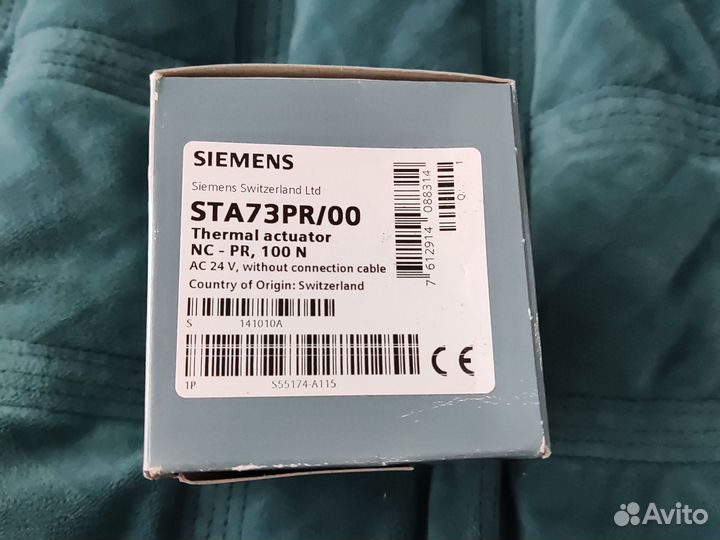 SIEMENS
Siemens Switzerland Ltd
STA73PR/00
Thermal actuator
NC - PR, 100 N
AC 24 V, without connection cable
Country of Origin: Switzerland
S 141010A
1P S55174-A115
7 612914 088314
1
CE
Avito